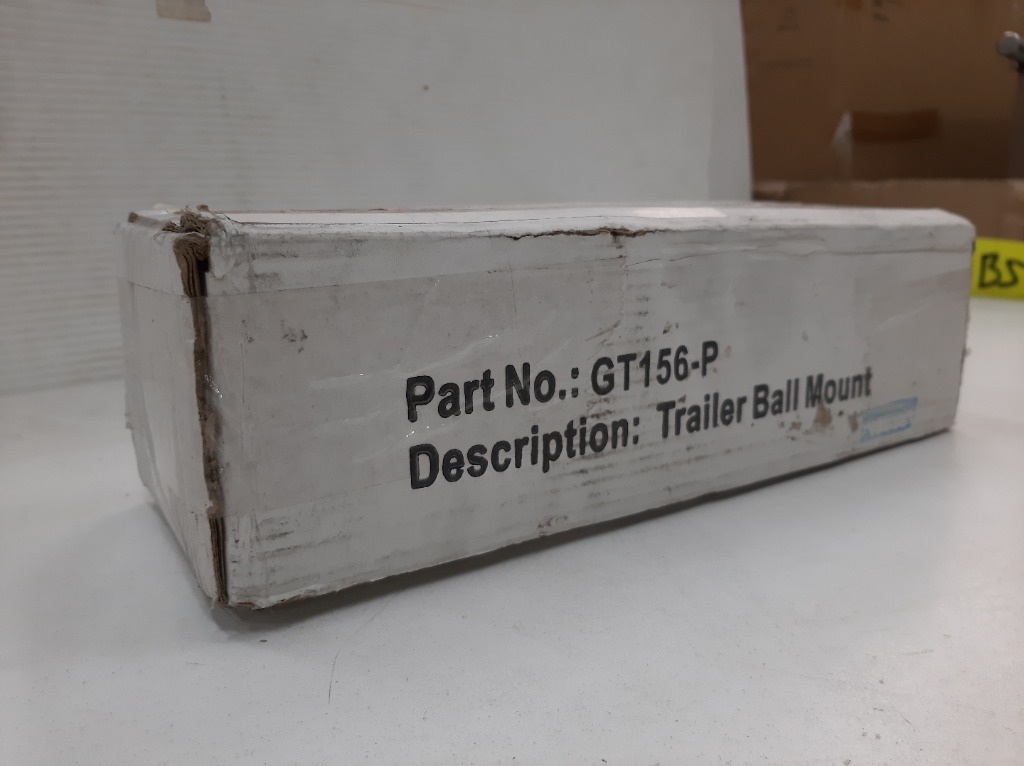 Part No.: GT156-P
Description: Trailer Ball Mount